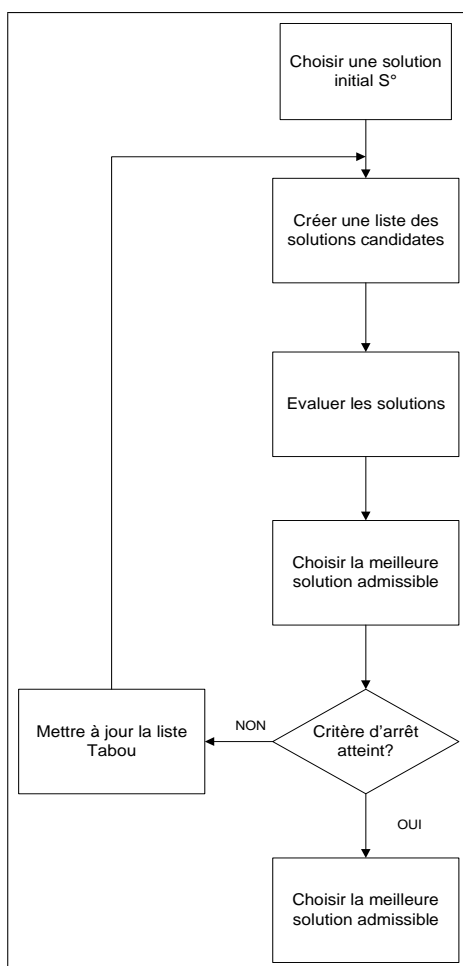 Choisir une solution
initial S°
Créer une liste des
solutions candidates
Evaluer les solutions
Choisir la meilleure
solution admissible
Critère d'arrêt
atteint?
NON
Mettre à jour la liste
Tabou
OUI
Choisir la meilleure
solution admissible